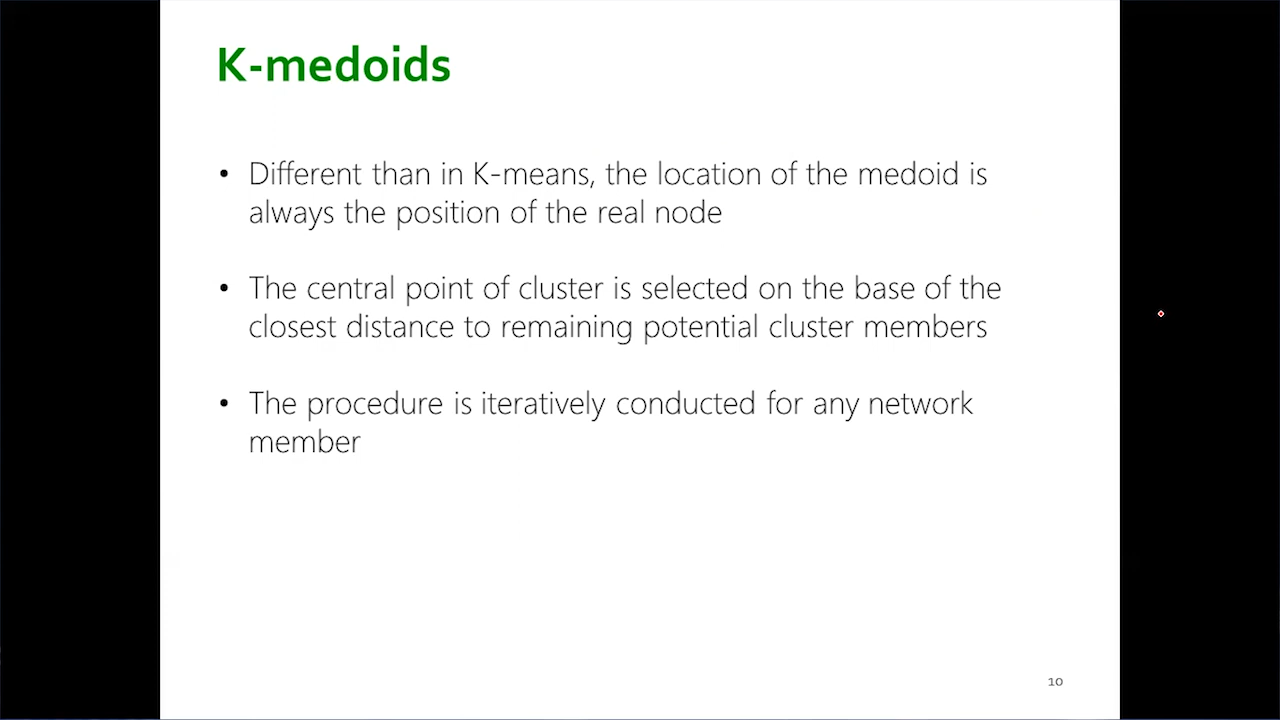 K-medoids
• Different than in K-means, the location of the medoid is
always the position of the real node
• The central point of cluster is selected on the base of the
closest distance to remaining potential cluster members
• The procedure is iteratively conducted for any network
member
10